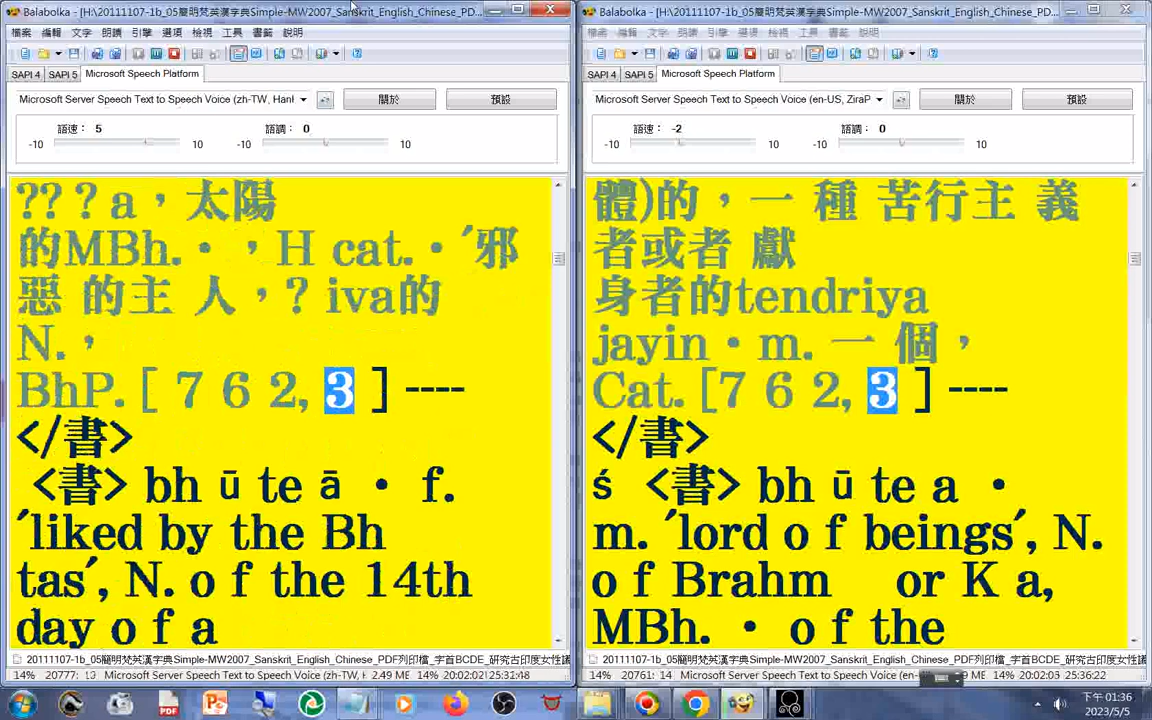 Balabolka - [H:\20111107-1b_05簡明梵英漢字典Simple-MW2007_Sanskrit_English_Chinese_PD...
檔案 編輯 文字 朗讀 引擎 選項 檢視 工具 書籤 說明
SAPI 4 SAPI 5 Microsoft Speech Platform
Microsoft Server Speech Text to Speech Voice (zh-TW, Hanl
關於 預設
語速： 5 語調： 0
-10 10 -10 10
?? ? a，太陽
的MBh.‧，H cat.‧′邪
惡 的主 人，? iva的
N.，
BhP. [ 7 6 2, 3 ] ----
</書>
<書> bh ū te ā ‧ f.
′liked by the Bh
tas′, N. o f the 14th
day o f a
20111107-1b_05簡明梵英漢字典Simple-MW2007_Sanskrit_English_Chinese_PDF列印檔_字首BCDE_研究古印度女性議
14% 20777: 13 Microsoft Server Speech Text to Speech Voice (zh-TW, H 2.49 ME 14% 20:02:02\25:32:48
Balabolka - [H:\20111107-1b_05簡明梵英漢字典Simple-MW2007_Sanskrit_English_Chinese_PD...
檔案 編輯 文字 朗讀 引擎 選項 檢視 工具 書籤 說明
SAPI 4 SAPI 5 Microsoft Speech Platform
Microsoft Server Speech Text to Speech Voice (en-US, ZiraP
關於 預設
語速： -2 語調： 0
-10 10 -10 10
體)的，一 種 苦行主 義
者或者 獻
身者的tendriya
jayin‧m. 一 個，
Cat. [7 6 2, 3 ] ----
</書>
ś <書> bh ū te a ‧
m. ′lord o f beings′, N.
o f Brahm or K a,
MBh. ‧ o f the
20111107-1b_05簡明梵英漢字典Simple-MW2007_Sanskrit_English_Chinese_PDF列印檔_字首BCDE_研究古印度女性議
14% 20761: 14 Microsoft Server Speech Text to Speech Voice (en-US 9 ME 14% 20:02:03\25:36:22
PDF
下午 01:36
2023/5/5